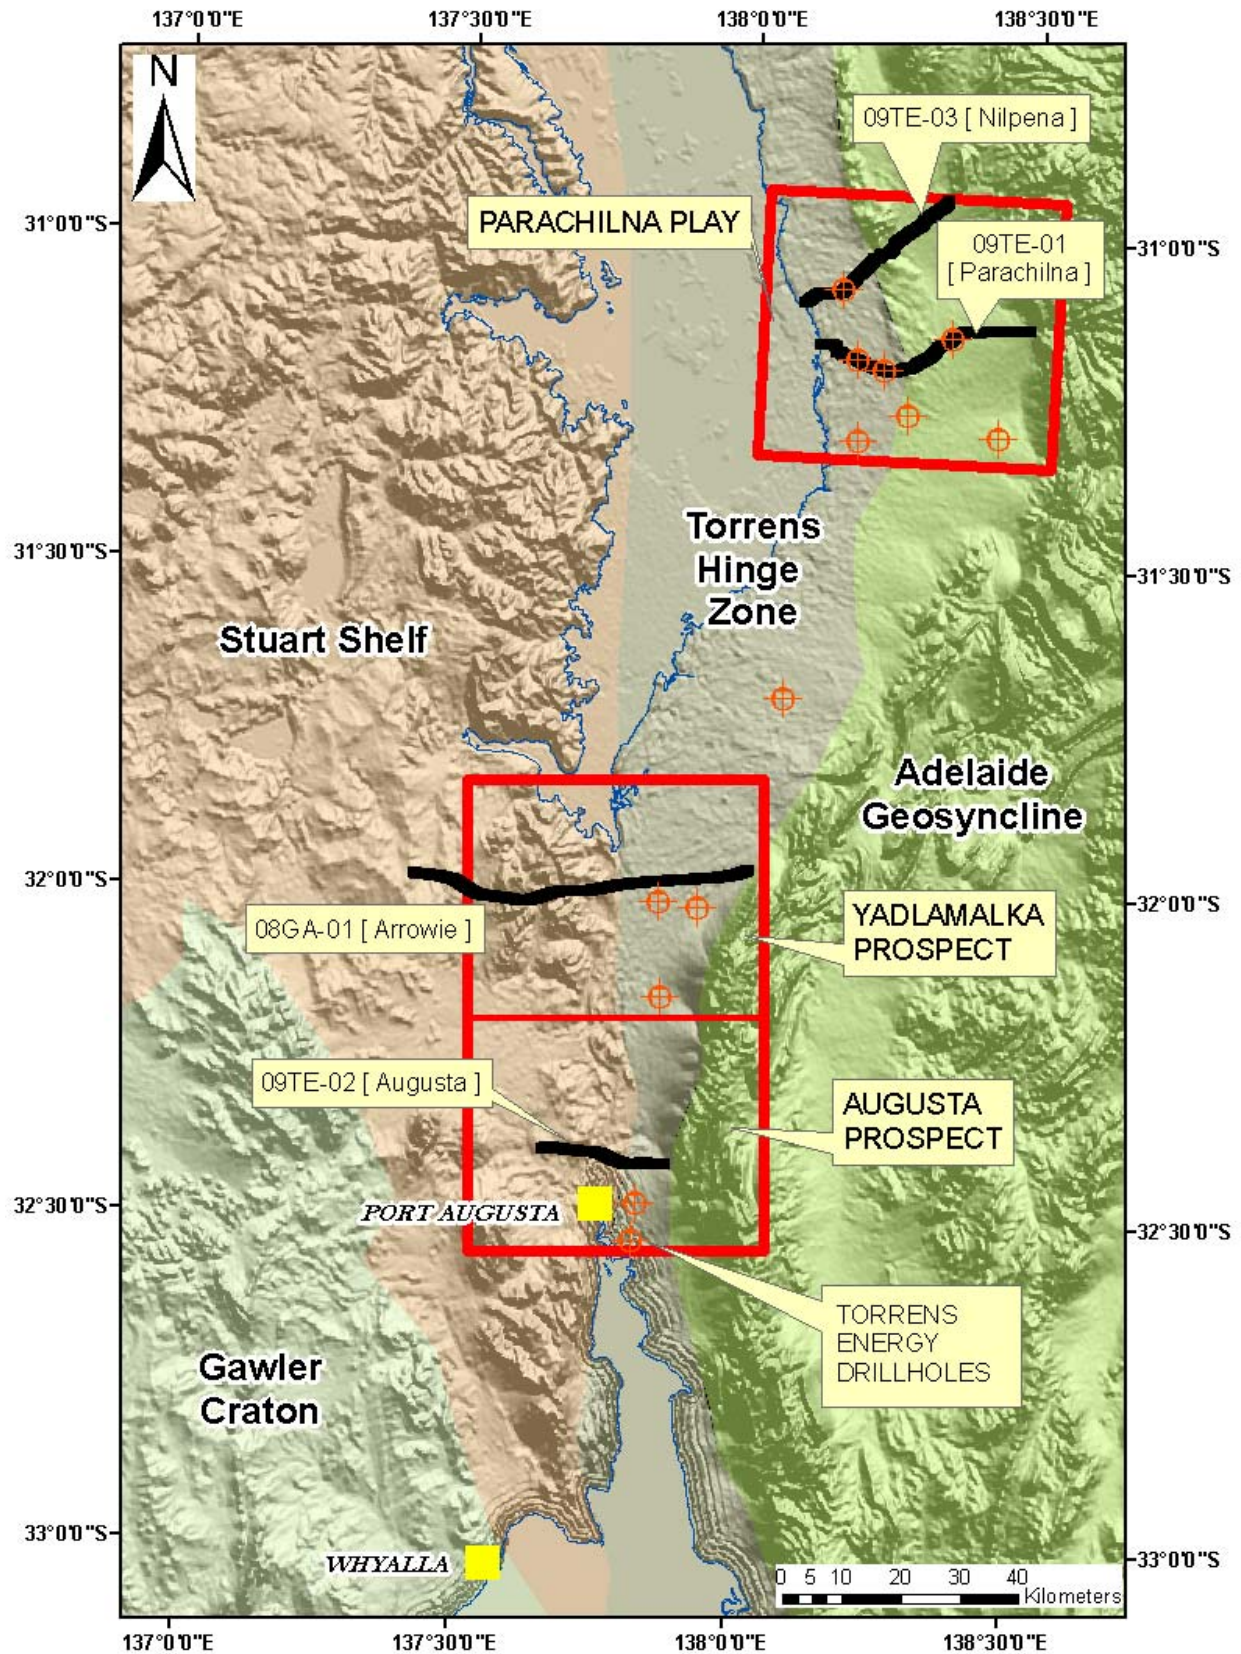 137°0'0"E
137°30'0"E
138°0'0"E
138°30'0"E
N
09TE-03 [ Nilpena ]
PARACHILNA PLAY
31°0'0"S
09TE-01
[ Parachilna ]
31°0'0"S
Torrens
Hinge
Zone
31°30'0"S
31°30'0"S
Stuart Shelf
Adelaide
Geosyncline
32°0'0"S
32°0'0"S
08GA-01 [ Arrowie ]
YADLAMALKA
PROSPECT
09TE-02 [ Augusta ]
AUGUSTA
PROSPECT
32°30'0"S
PORT AUGUSTA
32°30'0"S
TORRENS
ENERGY
DRILLHOLES
Gawler
Craton
33°0'0"S
WHYALLA
33°0'0"S
0 5 10 20 30 40
Kilometers
137°0'0"E
137°30'0"E
138°0'0"E
138°30'0"E